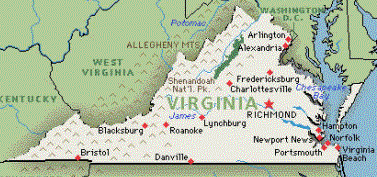 WASHINGTON
D.C.
Potomac
Arlington
Alexandria
ALLEGHENY MTS.
WEST
VIRGINIA
Shenandoah
Nat'l. Pk.
Fredericksburg
Charlottesville
Chesapeake
Bay
KENTUCKY
VIRGINIA
RICHMOND
James
Lynchburg
Blacksburg
Roanoke
Hampton
Newport News
Norfolk
Portsmouth
Virginia
Beach
Bristol
Danville